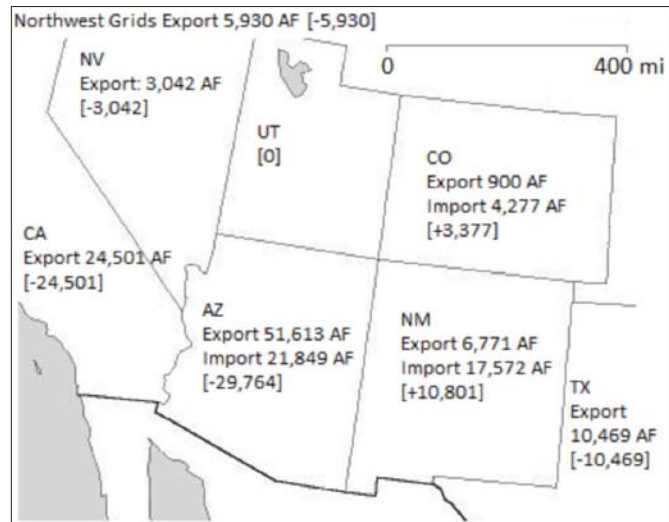 Northwest Grids Export 5,930 AF [-5,930]
NV
Export: 3,042 AF
[-3,042]
0 400 mi
UT
[0]
CO
Export 900 AF
Import 4,277 AF
[+3,377]
CA
Export 24,501 AF
[-24,501]
AZ
Export 51,613 AF
Import 21,849 AF
[-29,764]
NM
Export 6,771 AF
Import 17,572 AF
[+10,801]
TX
Export
10,469 AF
[-10,469]